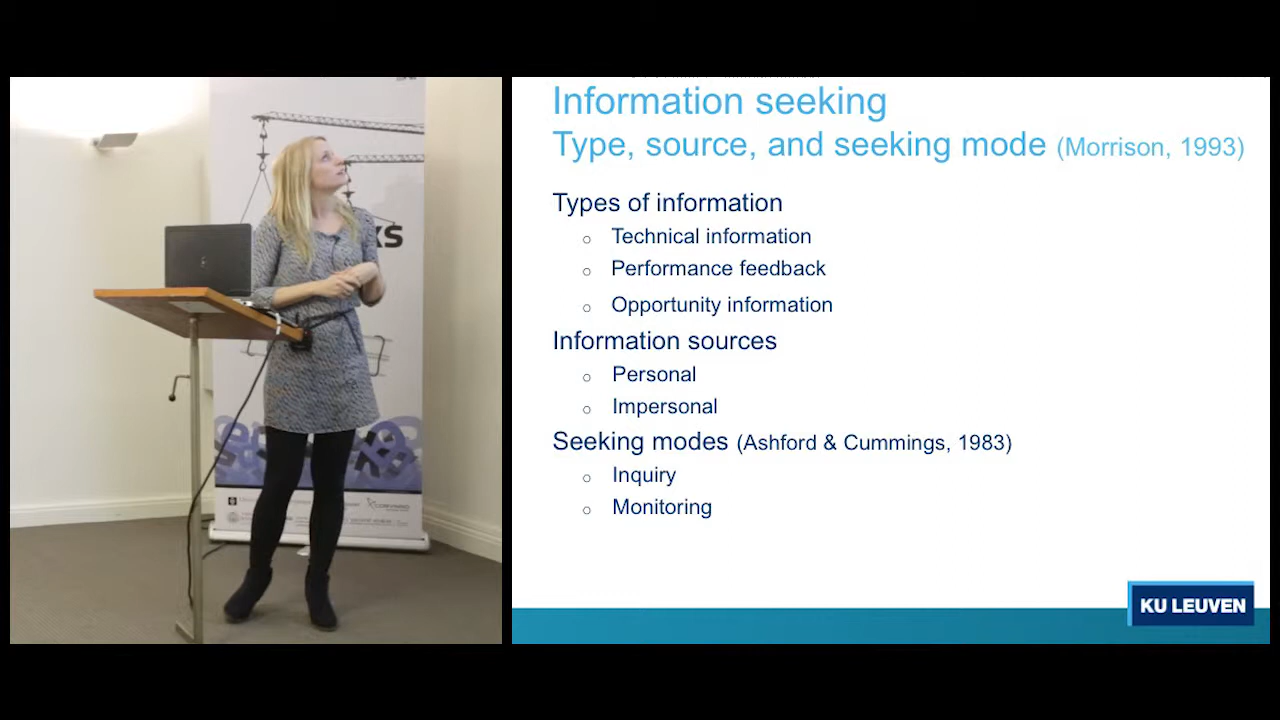 KS
Information seeking
Type, source, and seeking mode (Morrison, 1993)
Types of information
○ Technical information
○ Performance feedback
○ Opportunity information
Information sources
○ Personal
○ Impersonal
Seeking modes (Ashford & Cummings, 1983)
○ Inquiry
○ Monitoring
KU LEUVEN